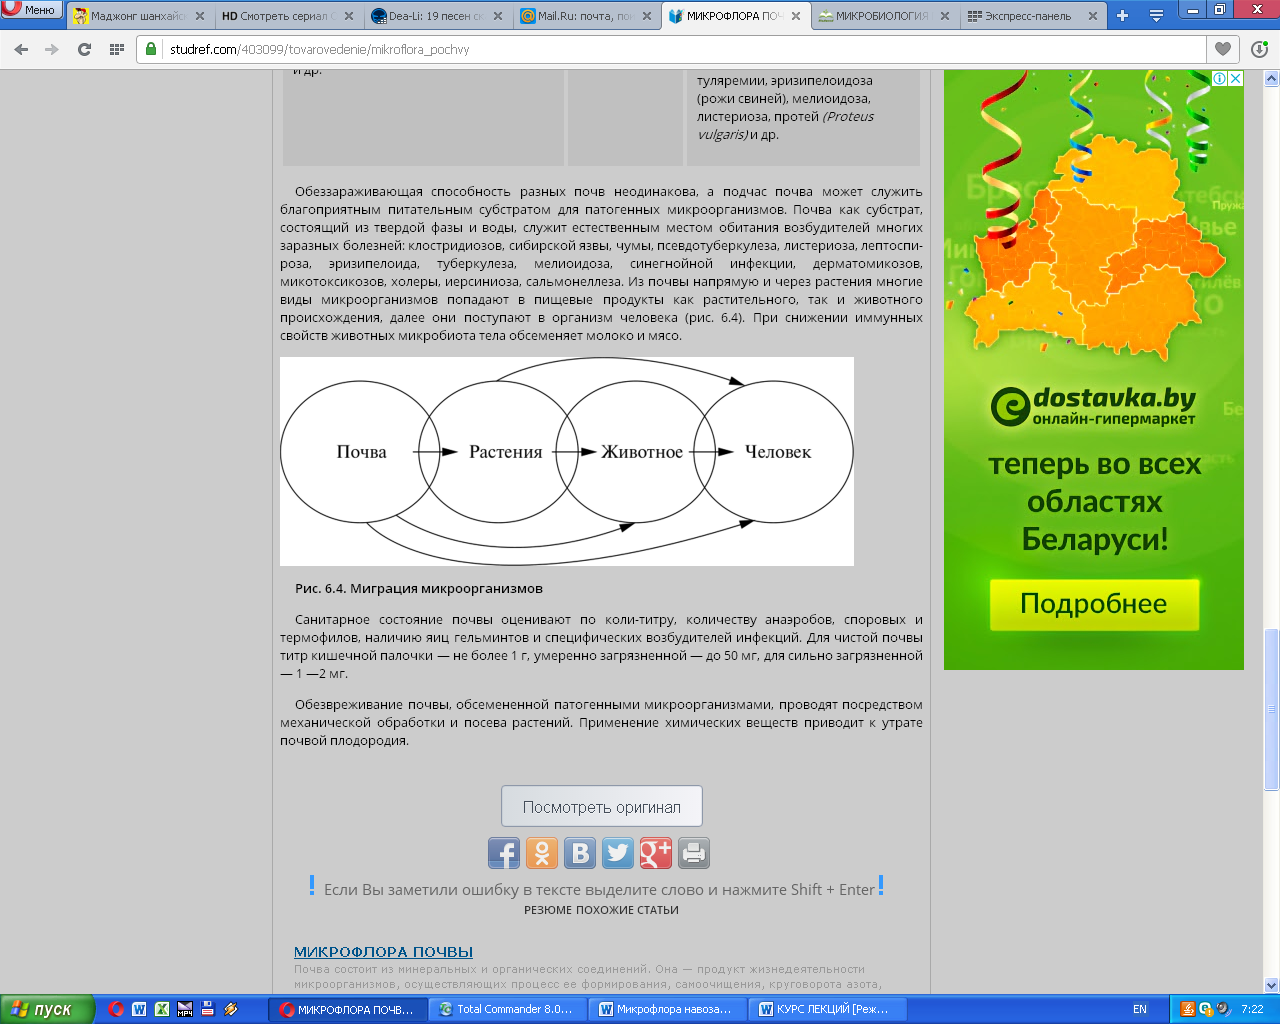 Меню
Маджонг шанхайс
HD Смотреть сериал
Dea-Li: 19 песен ск
Mail.Ru: почта, пои
МИКРОФЛОРА ПОЧ
МИКРОБИОЛОГИЯ
Экспресс-панель
studref.com/403099/tovarovedenie/mikroflora_pochvy
и др.
туляремии, эризипелоидоза
(рожи свиней), мелиоидоза,
листериоза, протей (Proteus
vulgaris) и др.
Обеззараживающая способность разных почв неодинакова, а подчас почва может служить
благоприятным питательным субстратом для патогенных микроорганизмов. Почва как субстрат,
состоящий из твердой фазы и воды, служит естественным местом обитания возбудителей многих
заразных болезней: клостридиозов, сибирской язвы, чумы, псевдотуберкулеза, листериоза, лептоспи-
роза, эризипелоида, туберкулеза, мелиоидоза, синегнойной инфекции, дерматомикозов,
микотоксикозов, холеры, иерсиниоза, сальмонеллеза. Из почвы напрямую и через растения многие
виды микроорганизмов попадают в пищевые продукты как растительного, так и животного
происхождения, далее они поступают в организм человека (рис. 6.4). При снижении иммунных
свойств животных микробиота тела обсеменяет молоко и мясо.
Почва
Растения
Животное
Человек
Рис. 6.4. Миграция микроорганизмов
Санитарное состояние почвы оценивают по коли-титру, количеству анаэробов, споровых и
термофилов, наличию яиц гельминтов и специфических возбудителей инфекций. Для чистой почвы
титр кишечной палочки — не более 1 г, умеренно загрязненной — до 50 мг, для сильно загрязненной
— 1 —2 мг.
Обезвреживание почвы, обсемененной патогенными микроорганизмами, проводят посредством
механической обработки и посева растений. Применение химических веществ приводит к утрате
почвой плодородия.
Посмотреть оригинал
! Если Вы заметили ошибку в тексте выделите слово и нажмите Shift + Enter !
РЕЗЮМЕ ПОХОЖИЕ СТАТЬИ
МИКРОФЛОРА ПОЧВЫ
Почва состоит из минеральных и органических соединений. Она — продукт жизнедеятельности
микроорганизмов, осуществляющих процесс ее формирования, самоочищения, круговорота азота,
edostavka.by
онлайн-гипермаркет
теперь во всех
областях
Беларуси!
Подробнее
пуск
МИКРОФЛОРА ПОЧВ...
Total Commander 8.0...
Микрофлора навоза...
КУРС ЛЕКЦИЙ [Реж...
EN
7:22